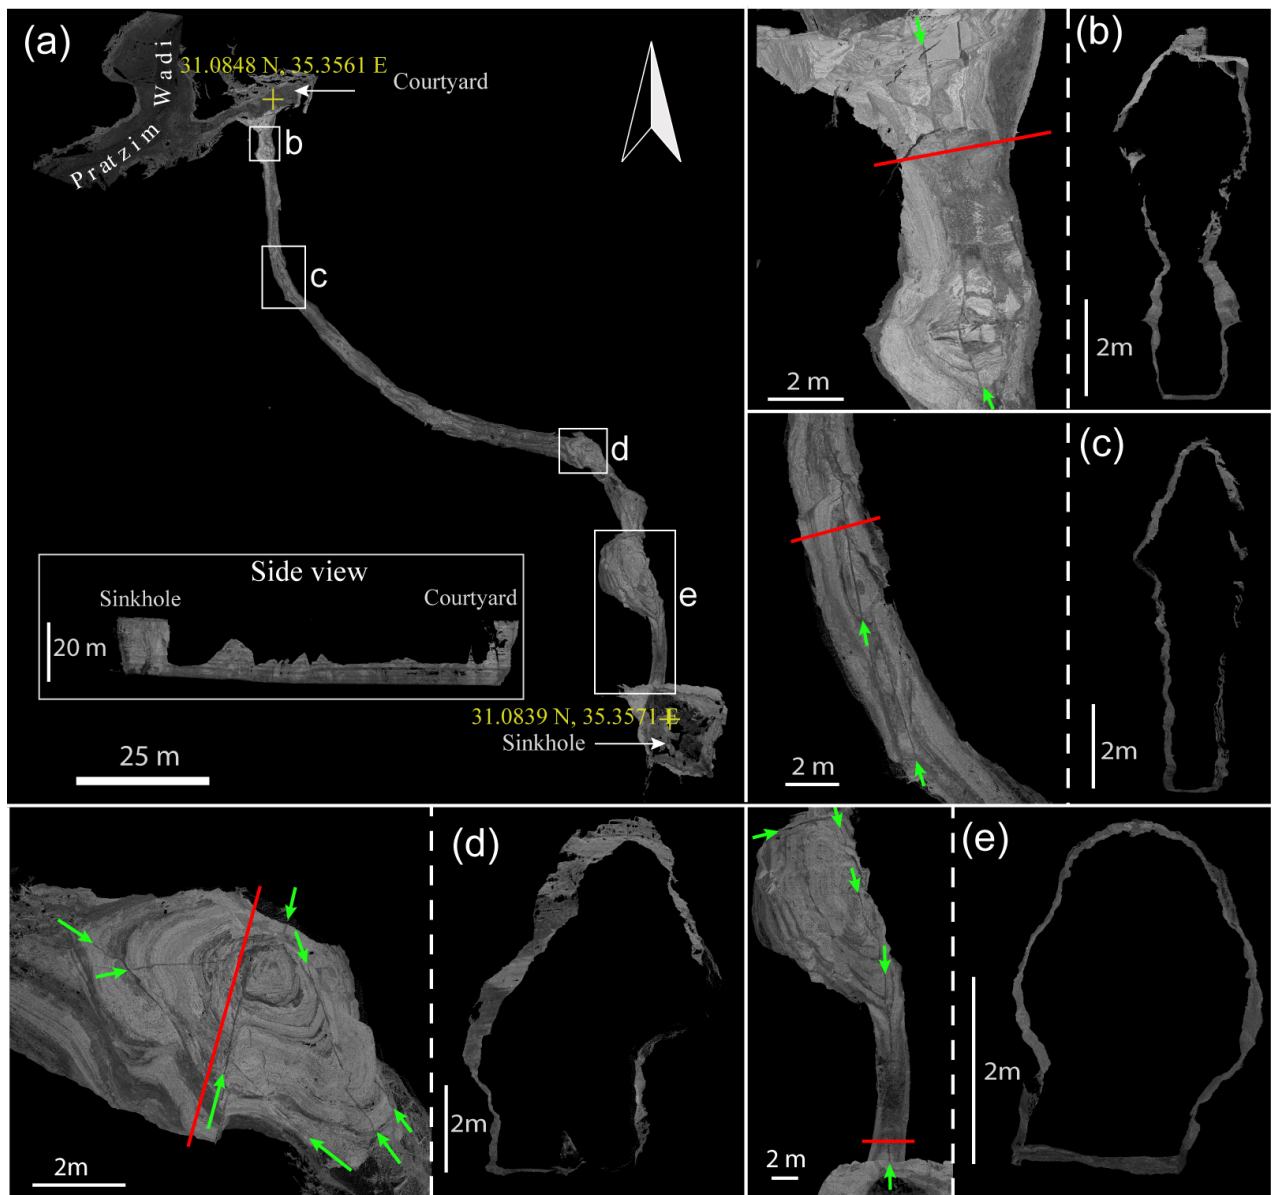 (a)
Pratzim Wadi
31.0848 N, 35.3561 E
Courtyard
b
c
d
e
Side view
Sinkhole
Courtyard
20 m
31.0839 N, 35.3571 E
Sinkhole
25 m
(b)
2 m
2m
(c)
2 m
2m
(d)
2m
2m
(e)
2 m
2m